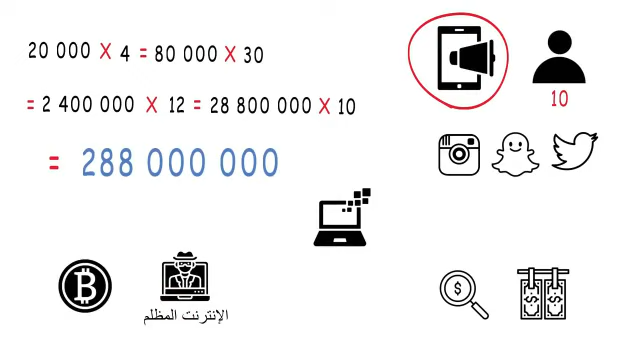 20 000 X 4 = 80 000 X 30
= 2 400 000 X 12 = 28 800 000 X 10
= 288 000 000
10
الإنترنت المظلم